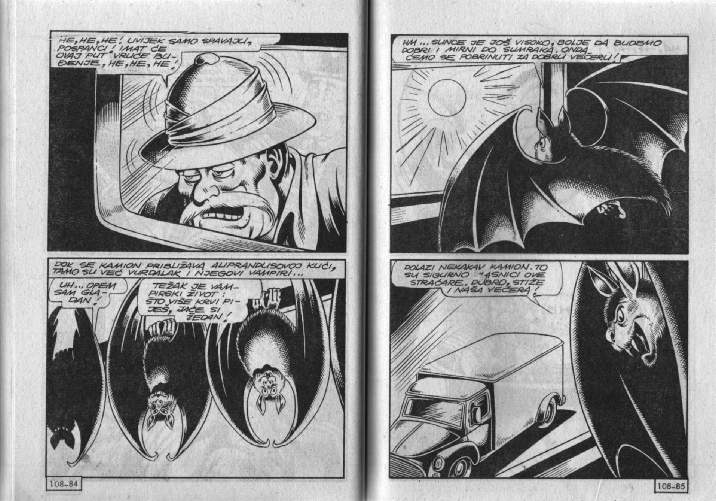 HE, HE, HE! UVIJEK SAMO SPAVAJU,
POSPANCI! IMAT ĆE
OVAJ PUT VRUĆE BU-
ĐENJE, HE, HE, HE!
DOK SE KAMION PRIBLIŽAVA ALIPRANDUSOVOJ KUĆI,
TAMO SU VEĆ VURDALAK I NJEGOVI VAMPIRI...
UH... OPET
SAM GLA-
DAN!
TEŽAK JE VAM-
PIRSKI ŽIVOT:
ŠTO VIŠE KRVI PI-
JEŠ, JAČE SI
ŽEDAN!
108-84
HM... SUNCE JE JOŠ VISOKO, BOLJE DA BUDEMO
DOBRI I MIRNI DO SUMRAKA, ONDA
ĆEMO SE POBRINUTI ZA DOBRU VEČERU!
DOLAZI NEKAKAV KAMION. TO
SU SIGURNO VLASNICI OVE
STRAĆARE. DOBRO, STIŽE
I NAŠA VEČERA!
108-85